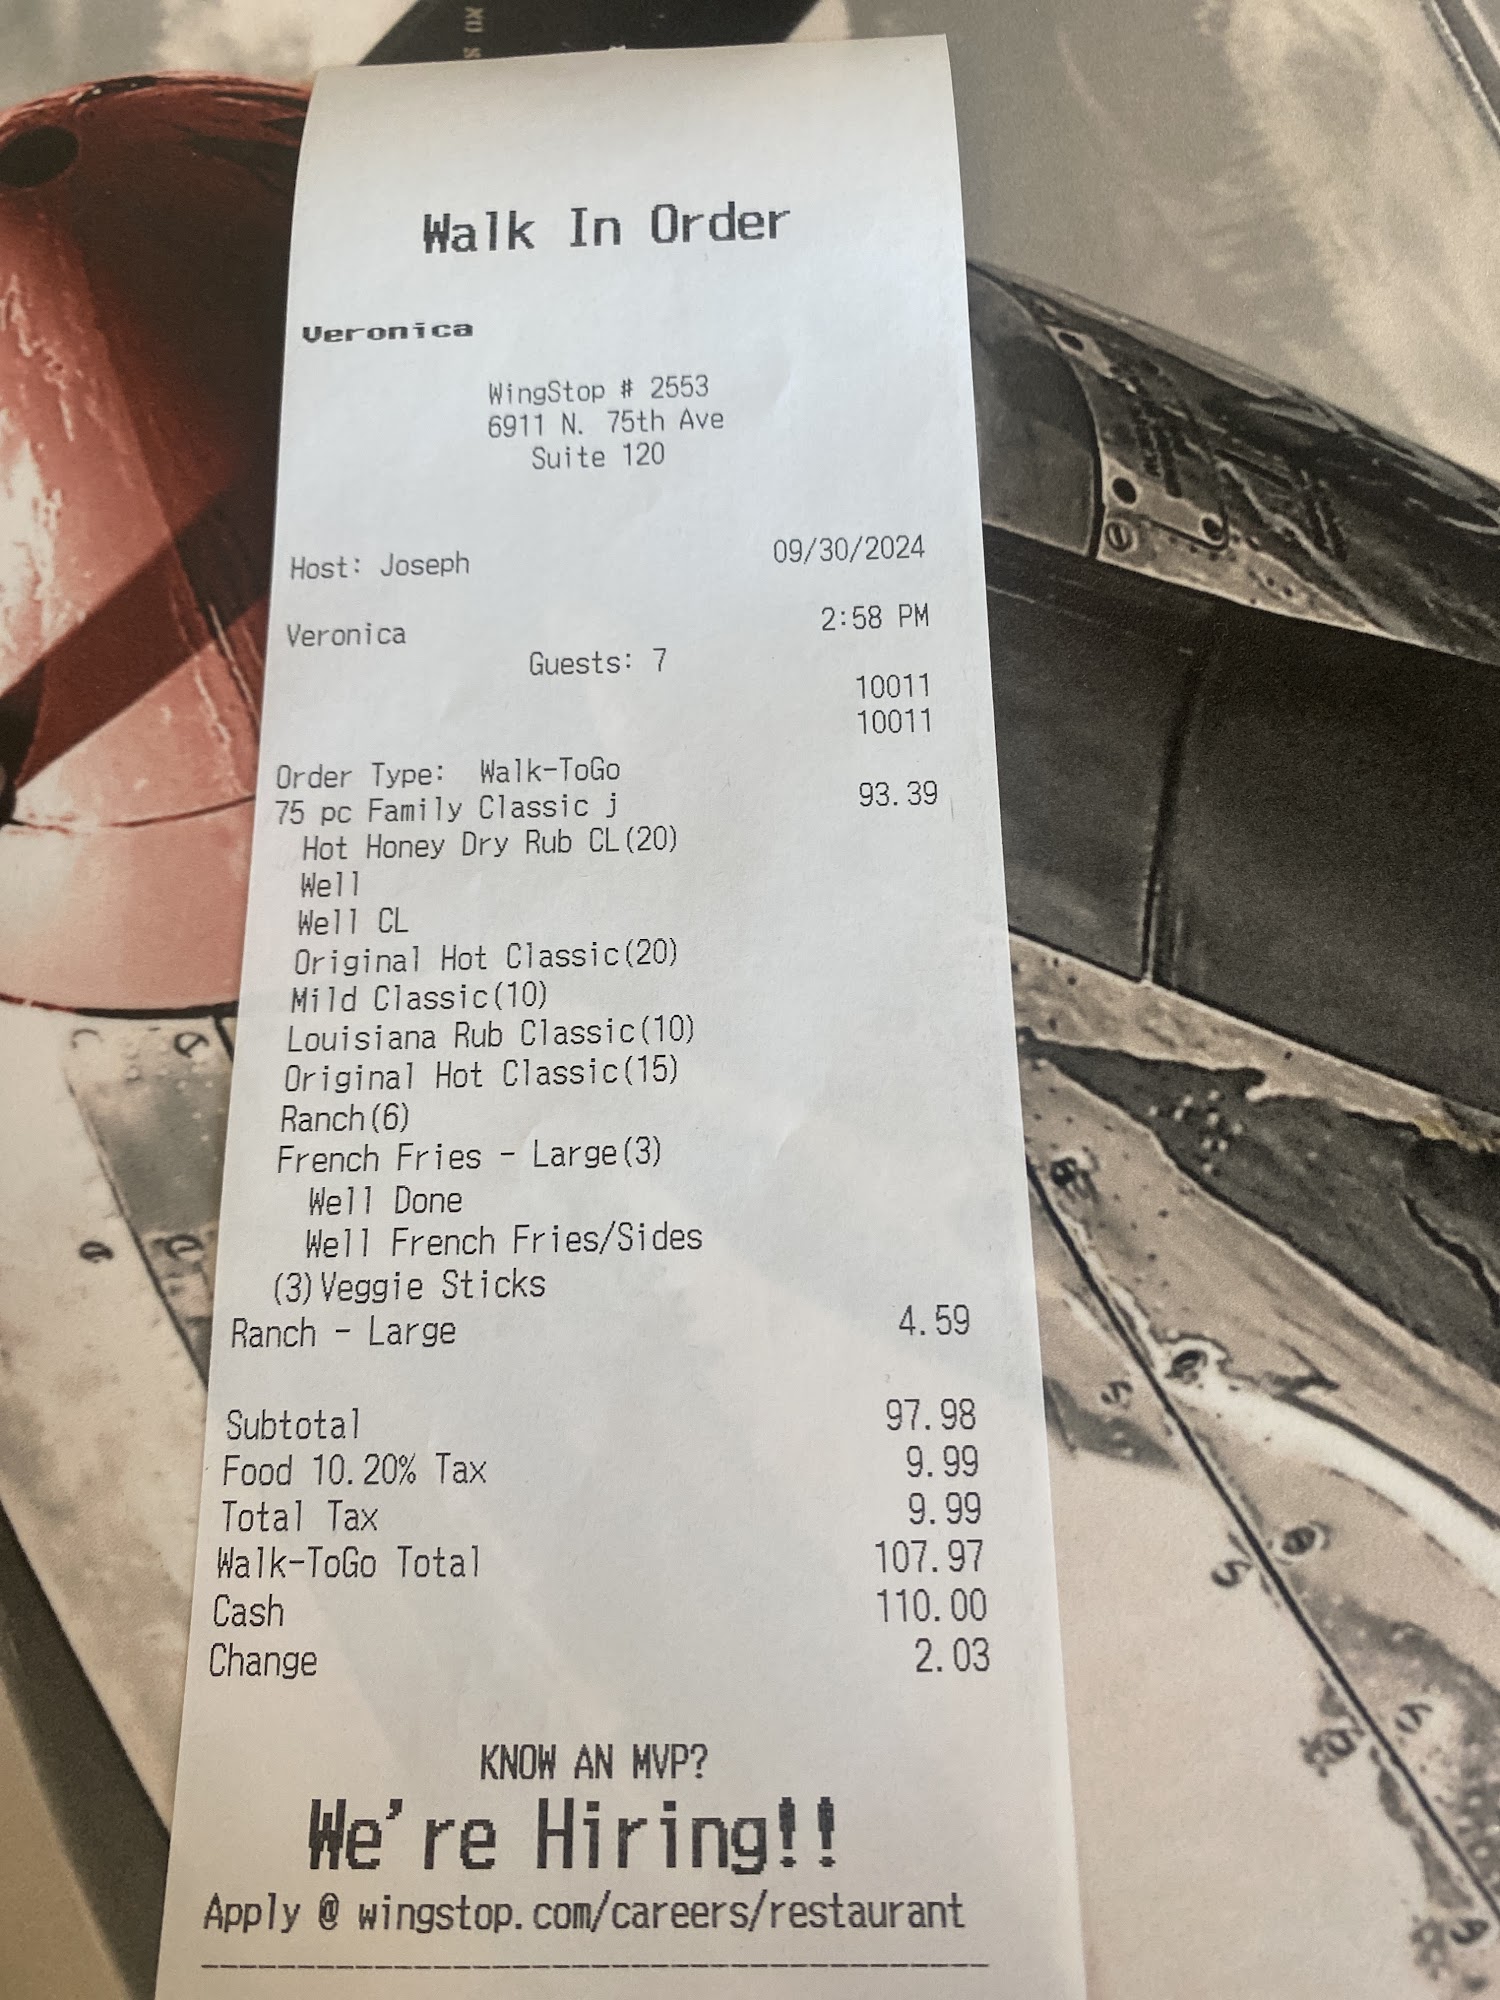 Walk In Order
Veronica
WingStop # 2553
6911 N. 75th Ave
Suite 120
Host: Joseph 09/30/2024
Veronica 2:58 PM
Guests: 7
10011
10011
Order Type: Walk-ToGo
75 pc Family Classic j 93.39
Hot Honey Dry Rub CL(20)
Well
Well CL
Original Hot Classic(20)
Mild Classic(10)
Louisiana Rub Classic(10)
Original Hot Classic(15)
Ranch(6)
French Fries - Large(3)
Well Done
Well French Fries/Sides
(3)Veggie Sticks
Ranch - Large 4.59
Subtotal 97.98
Food 10.20% Tax 9.99
Total Tax 9.99
Walk-ToGo Total 107.97
Cash 110.00
Change 2.03
KNOW AN MVP?
We're Hiring!!
Apply @ wingstop.com/careers/restaurant